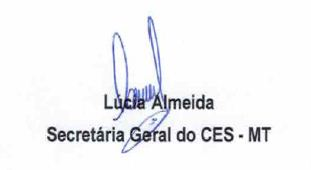 Lúcia Almeida
Secretária Geral do CES - MT